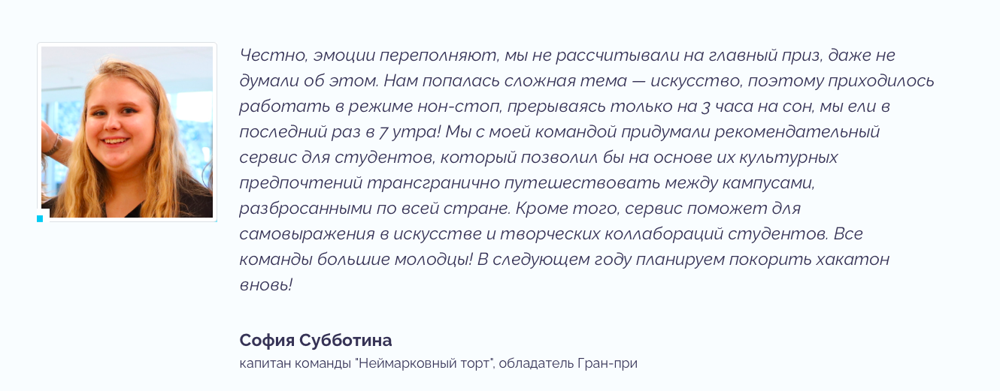 Честно, эмоции переполняют, мы не рассчитывали на главный приз, даже не
думали об этом. Нам попалась сложная тема — искусство, поэтому приходилось
работать в режиме нон-стоп, прерываясь только на 3 часа на сон, мы ели в
последний раз в 7 утра! Мы с моей командой придумали рекомендательный
сервис для студентов, который позволил бы на основе их культурных
предпочтений трансгранично путешествовать между кампусами,
разбросанными по всей стране. Кроме того, сервис поможет для
самовыражения в искусстве и творческих коллабораций студентов. Все
команды большие молодцы! В следующем году планируем покорить хакатон
вновь!
София Субботина
капитан команды "Неймарковный торт", обладатель Гран-при